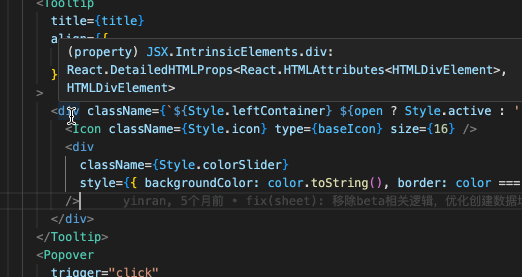 <Tooltip
title={title}
align={{
(property) JSX.IntrinsicElements.div:
React.DetailedHTMLProps<React.HTMLAttributes<HTMLDivElement>,
HTMLDivElement>
}
>
<div className={`${Style.leftContainer} ${open ? Style.active : '
<Icon className={Style.icon} type={baseIcon} size={16} />
<div
className={Style.colorSlider}
style={{ backgroundColor: color.toString(), border: color ===
/> yinran, 5个月前 • fix(sheet): 移除beta相关逻辑, 优化创建数据
</div>
</Tooltip>
<Popover
trigger="click"